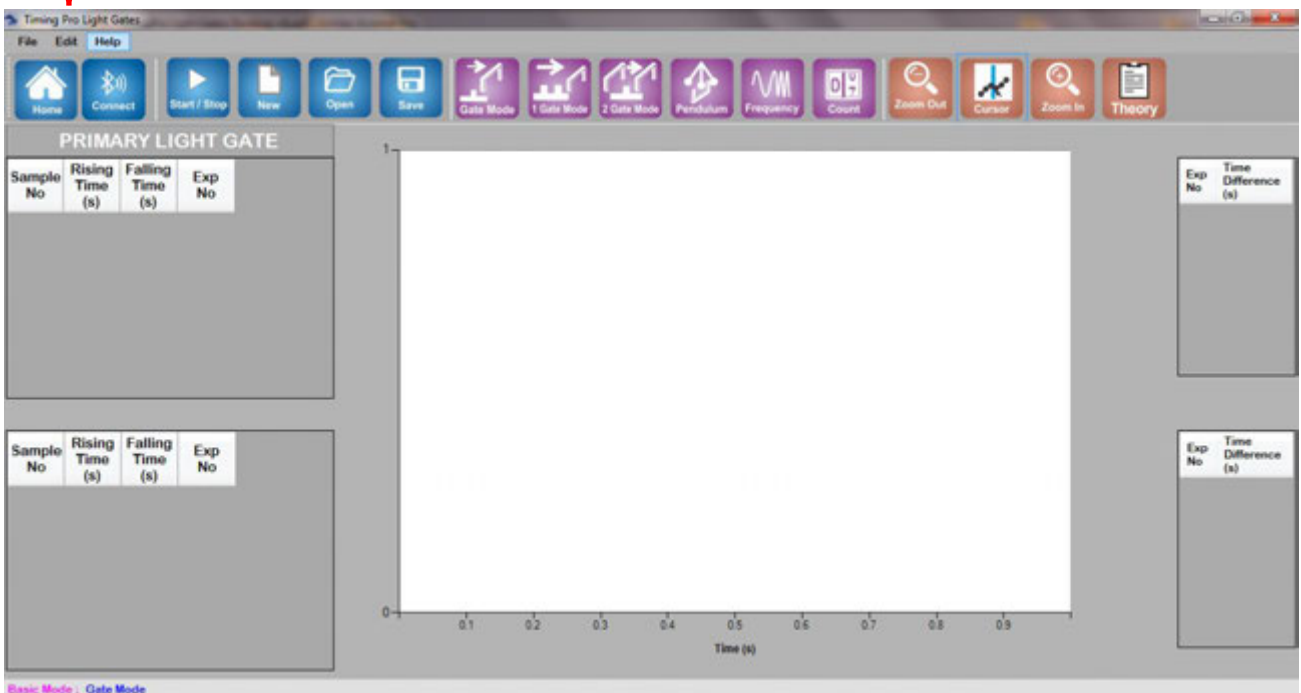 Timing Pro Light Gates
File Edit Help
Home Connect Start / Stop New Open Save Gate Mode 1 Gate Mode 2 Gate Mode Pendulum Frequency Count Zoom Out Cursor Zoom In Theory
PRIMARY LIGHT GATE
Sample No Rising Time (s) Falling Time (s) Exp No
Sample No Rising Time (s) Falling Time (s) Exp No
1
0
0.1 0.2 0.3 0.4 0.5 0.6 0.7 0.8 0.9
Time (s)
Exp No Time Difference (s)
Exp No Time Difference (s)
Basic Mode : Gate Mode